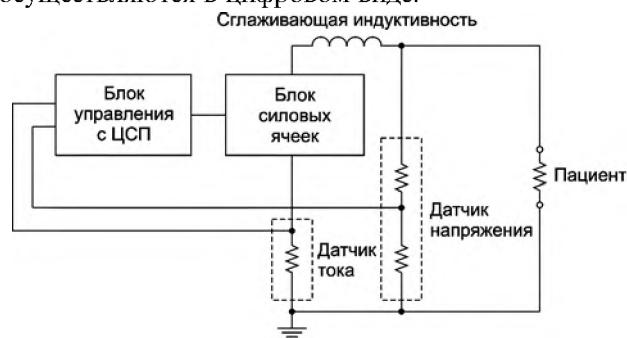 осуществляются в цифровом виде.
Сглаживающая индуктивность
Блок
управления
с ЦСП
Блок
силовых
ячеек
Пациент
Датчик
напряжения
Датчик
тока